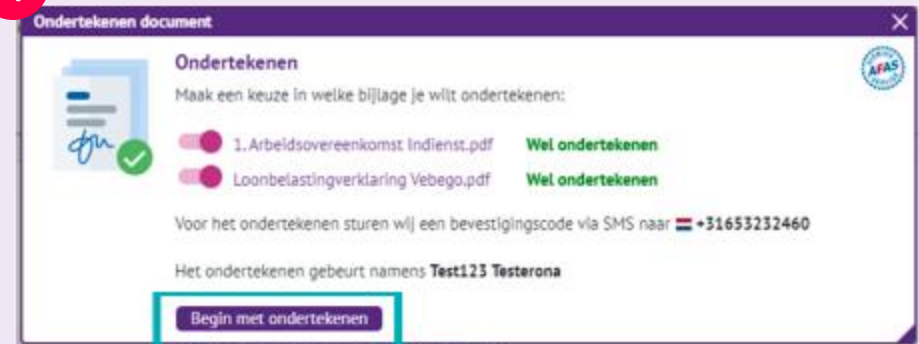 Ondertekenen document
Ondertekenen
AFAS
Maak een keuze in welke bijlage je wilt ondertekenen:
1. Arbeidsovereenkomst Indienst.pdf Wel ondertekenen
Loonbelastingverklaring Vebego.pdf Wel ondertekenen
Voor het ondertekenen sturen wij een bevestigingscode via SMS naar +31653232460
Het ondertekenen gebeurt namens Test123 Testerona
Begin met ondertekenen